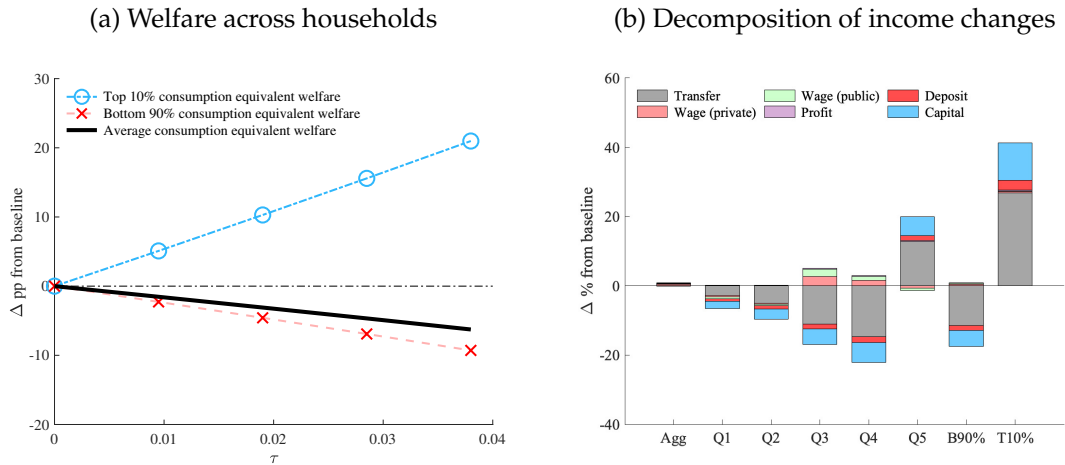 (a) Welfare across households
30
20
10
0
-10
-20
Δ pp from baseline
Top 10% consumption equivalent welfare
Bottom 90% consumption equivalent welfare
Average consumption equivalent welfare
0 0.01 0.02 0.03 0.04
τ
(b) Decomposition of income changes
60
40
20
0
-20
-40
Δ % from baseline
Transfer Wage (public) Deposit
Wage (private) Profit Capital
Agg Q1 Q2 Q3 Q4 Q5 B90% T10%